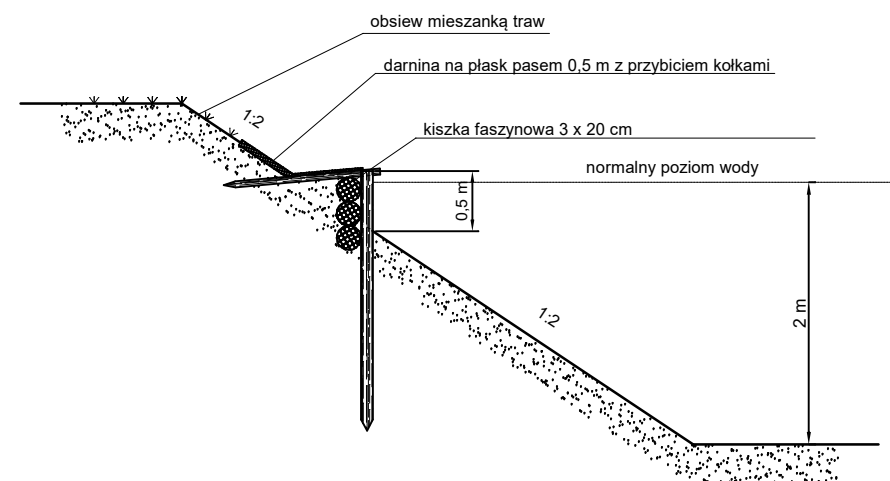 obsiew mieszanką traw
darnina na płask pasem 0,5 m z przybiciem kołkami
1:2
kiszka faszynowa 3 x 20 cm
normalny poziom wody
0,5 m
1:2
2 m